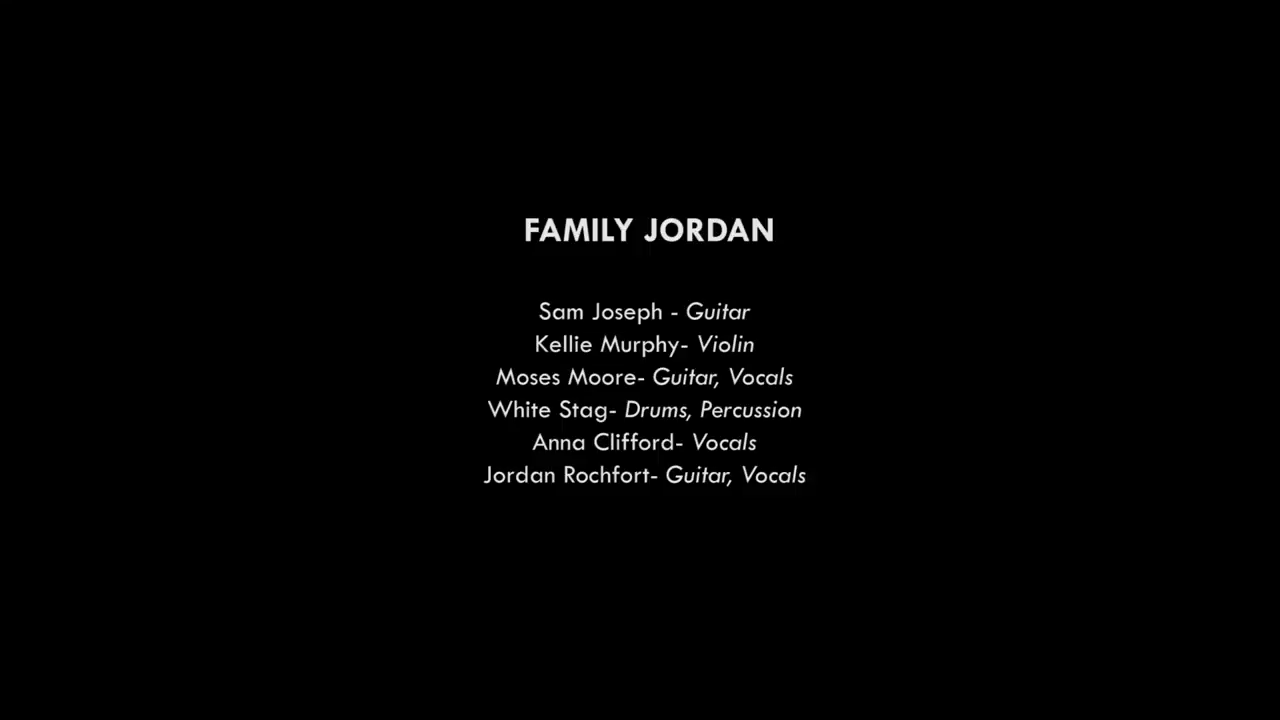 FAMILY JORDAN
Sam Joseph - Guitar
Kellie Murphy- Violin
Moses Moore- Guitar, Vocals
White Stag- Drums, Percussion
Anna Clifford- Vocals
Jordan Rochfort- Guitar, Vocals